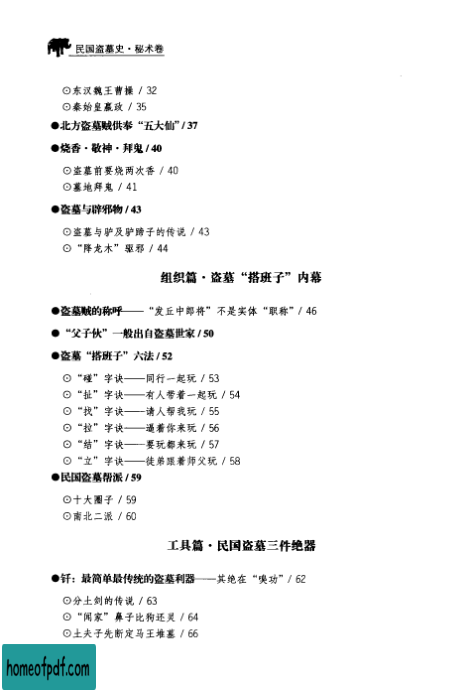 民国盗墓史·秘术卷
⊙东汉魏王曹操 / 32
⊙秦始皇嬴政 / 35
●北方盗墓贼供奉“五大仙”/ 37
●烧香·敬神·拜鬼 / 40
⊙盗墓前要烧两次香 / 40
⊙墓地拜鬼 / 41
●盗墓与辟邪物 / 43
⊙盗墓与驴及驴蹄子的传说 / 43
⊙“降龙木”驱邪 / 44
组织篇·盗墓“搭班子”内幕
●盗墓贼的称呼——“发丘中郎将”不是实体“职称”/ 46
●“父子伙”一般出自盗墓世家 / 50
●盗墓“搭班子”六法 / 52
⊙“碰”字诀——同行一起玩 / 53
⊙“扯”字诀——有人带着一起玩 / 54
⊙“找”字诀——请人帮我玩 / 55
⊙“拉”字诀——逼着你来玩 / 56
⊙“结”字诀——要玩都来玩 / 57
⊙“立”字诀——徒弟跟着师父玩 / 58
●民国盗墓帮派 / 59
⊙十大圈子 / 59
⊙南北二派 / 60
工具篇·民国盗墓三件绝器
●钎：最简单最传统的盗墓利器——其绝在“嗅功”/ 62
⊙分土剑的传说 / 63
⊙“闻家”鼻子比狗还灵 / 64
⊙土夫子先断定马王堆墓 / 66
homeofpdf.com